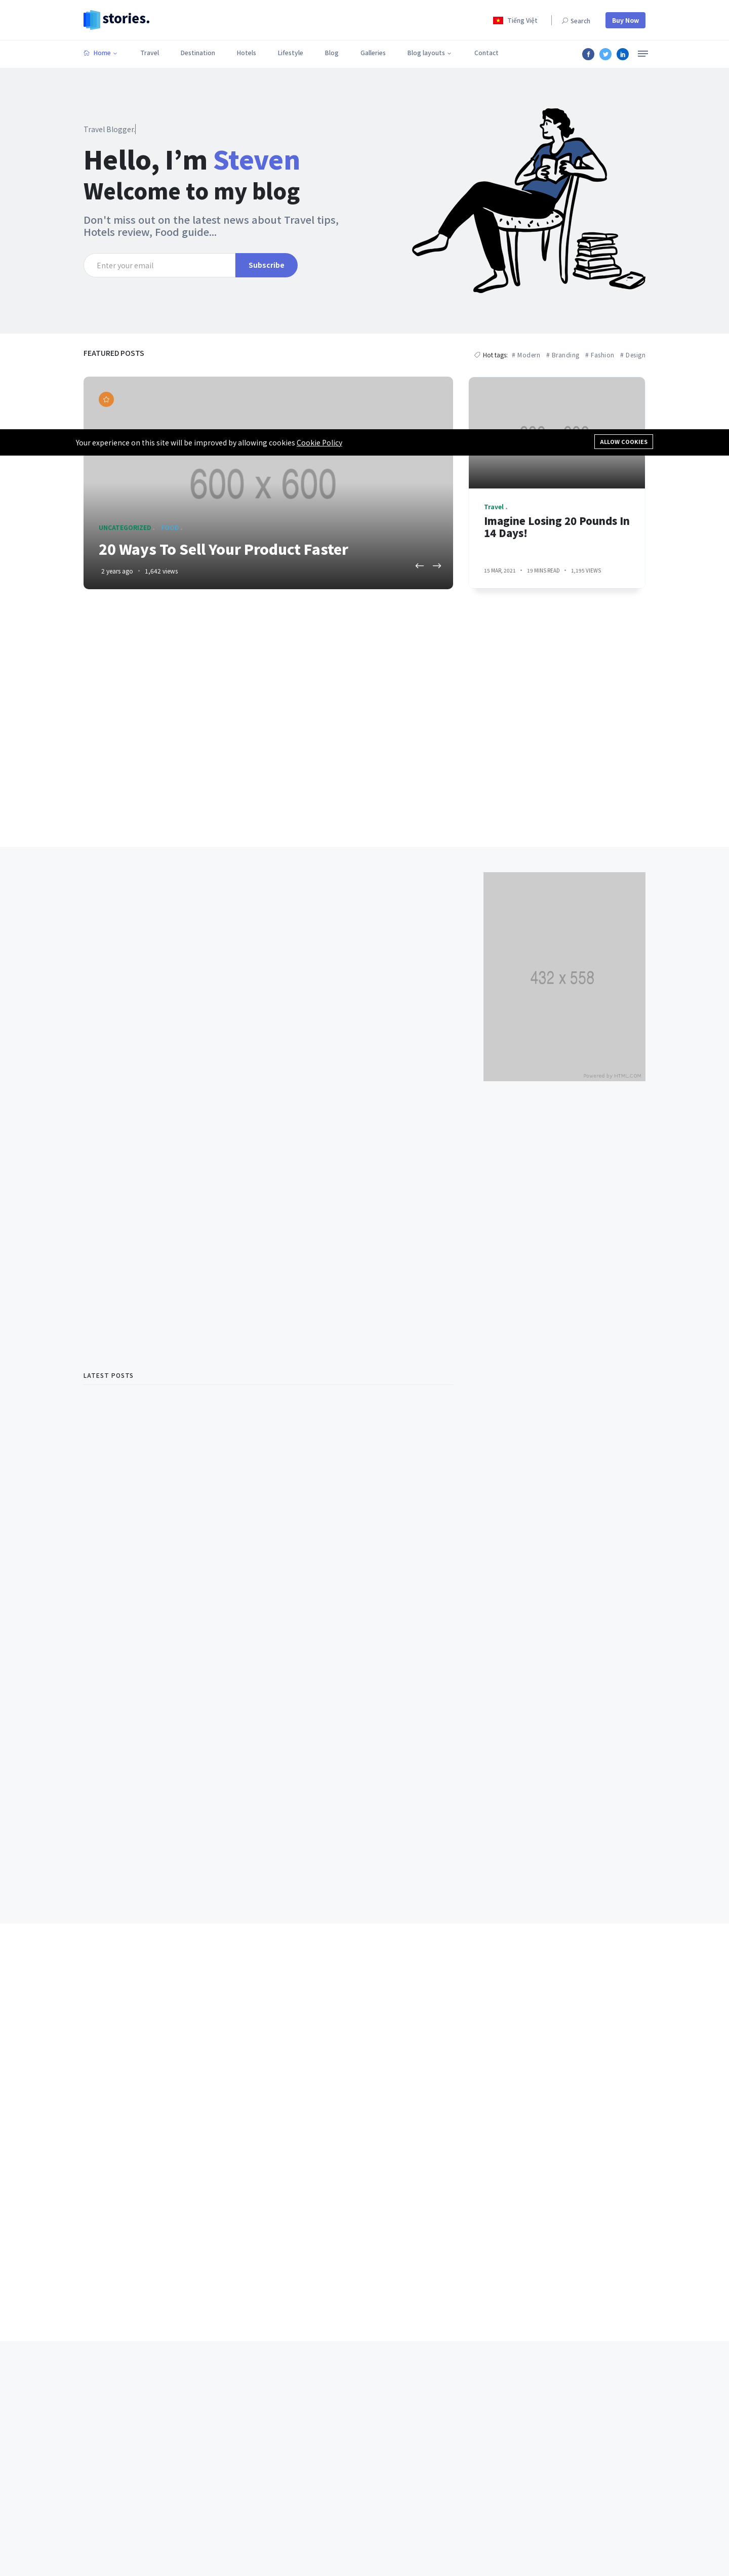 stories.
Tiếng Việt
Search
Buy Now
Home
Travel
Destination
Hotels
Lifestyle
Blog
Galleries
Blog layouts
Contact
Travel Blogger.
Hello, I’m Steven
Welcome to my blog
Don't miss out on the latest news about Travel tips,
Hotels review, Food guide...
Enter your email
Subscribe
FEATURED POSTS
Hot tags: # Modern # Branding # Fashion # Design
Your experience on this site will be improved by allowing cookies Cookie Policy
ALLOW COOKIES
600 x 600
UNCATEGORIZED
20 Ways To Sell Your Product Faster
2 years ago • 1,642 views
Travel .
Imagine Losing 20 Pounds In
14 Days!
15 MAR, 2021 • 19 MINS READ • 1,195 VIEWS
432 x 558
Powered by HTML.COM
LATEST POSTS